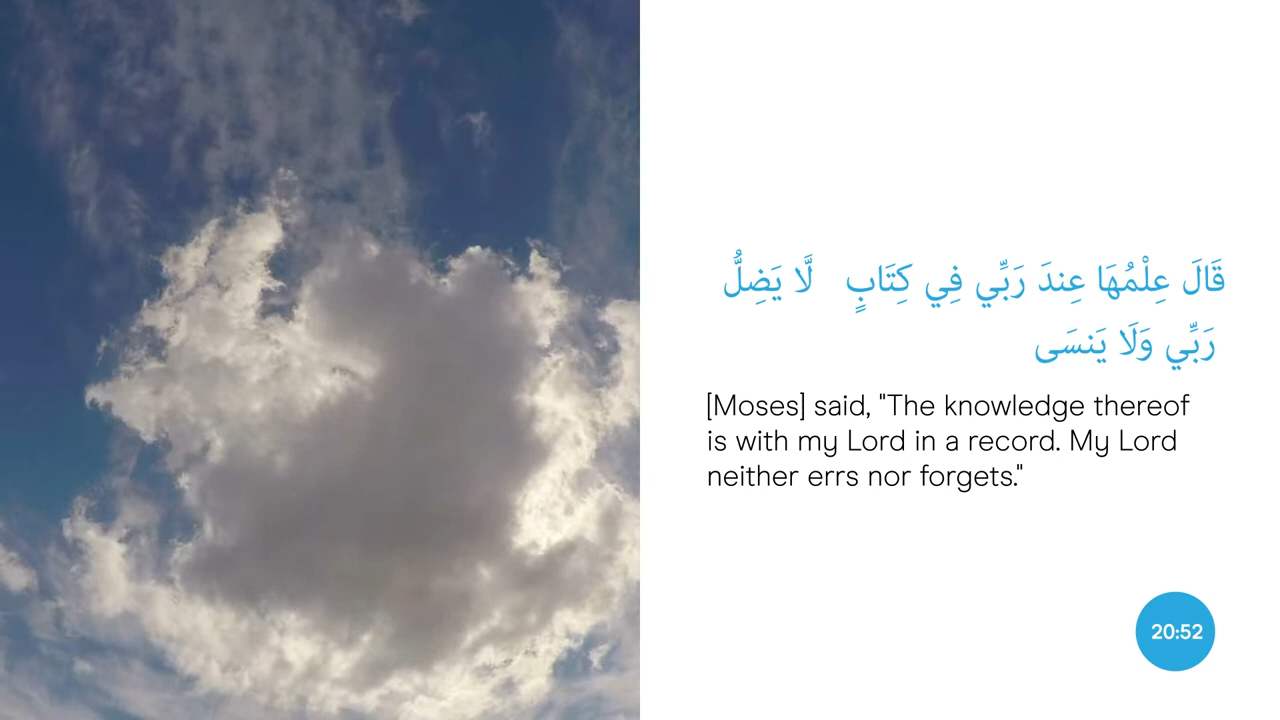 قَالَ عِلْمُهَا عِندَ رَبِّي فِي كِتَابٍ لَّا يَضِلُّ
رَبِّي وَلَا يَنسَى
[Moses] said, "The knowledge thereof
is with my Lord in a record. My Lord
neither errs nor forgets."
20:52